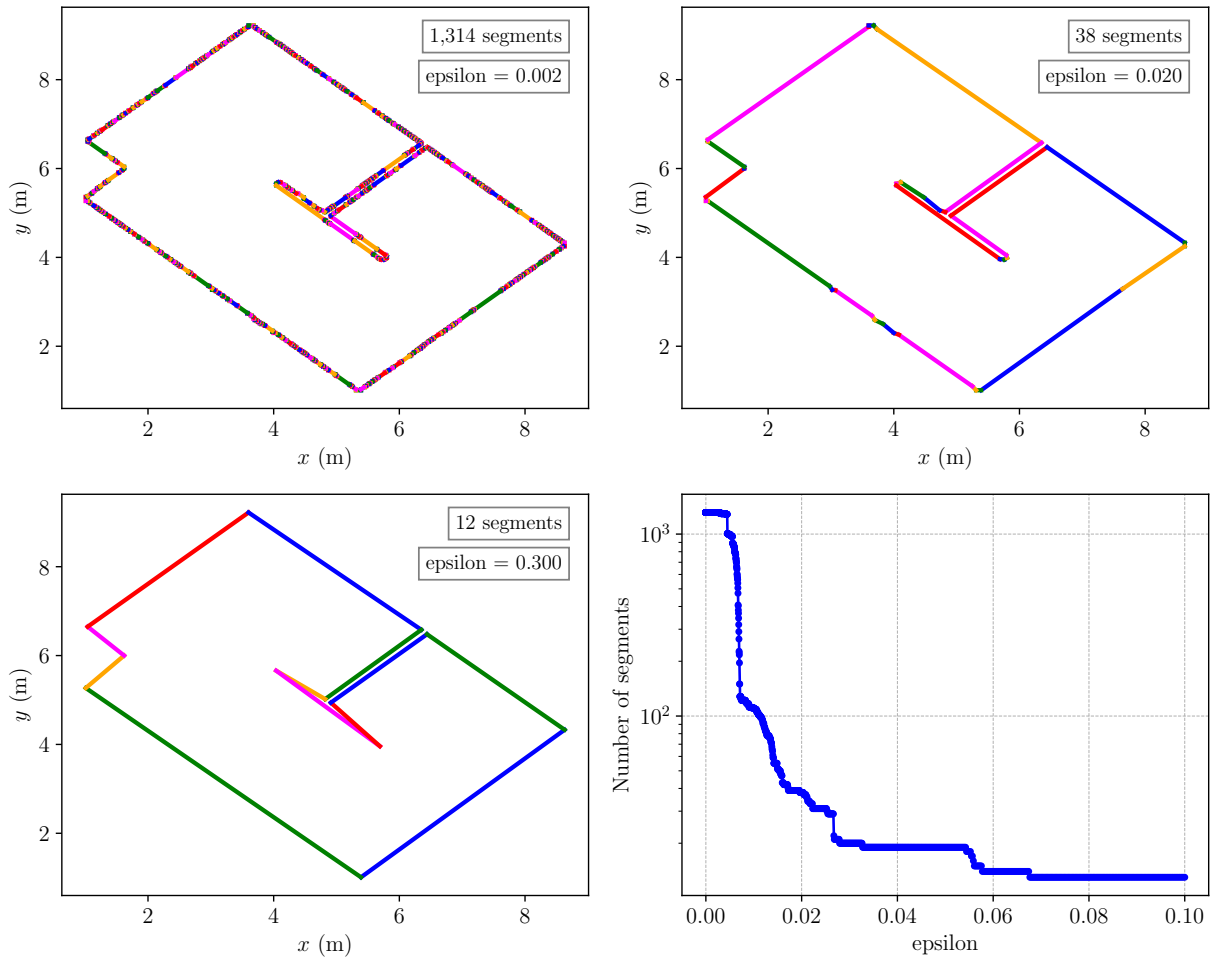 1,314 segments
epsilon = 0.002
8
6
4
2
y (m)
2
4
6
8
x (m)
38 segments
epsilon = 0.020
8
6
4
2
y (m)
2
4
6
8
x (m)
12 segments
epsilon = 0.300
8
6
4
2
y (m)
2
4
6
8
x (m)
10³
10²
Number of segments
0.00
0.02
0.04
0.06
0.08
0.10
epsilon